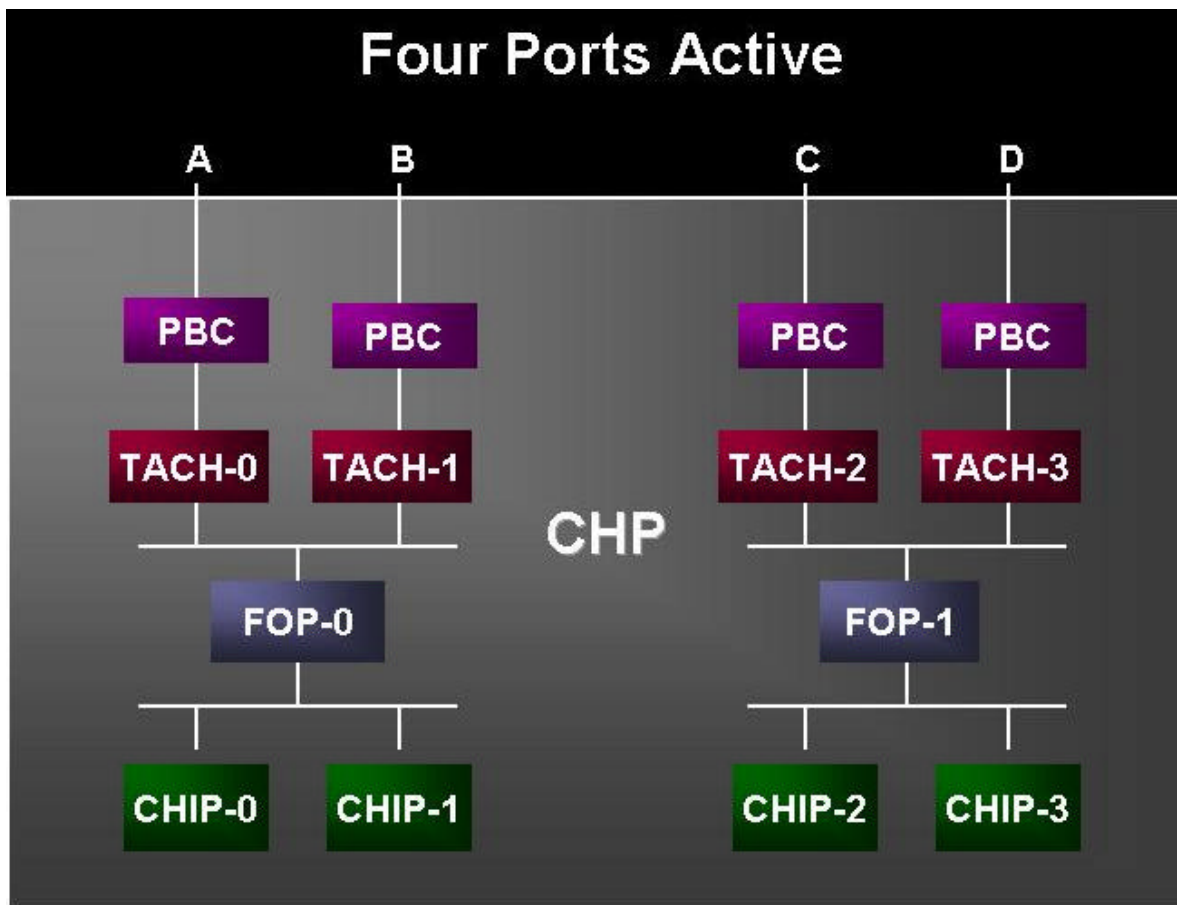 Four Ports Active
A B C D
PBC PBC PBC PBC
TACH-0 TACH-1 TACH-2 TACH-3
CHP
FOP-0 FOP-1
CHIP-0 CHIP-1 CHIP-2 CHIP-3